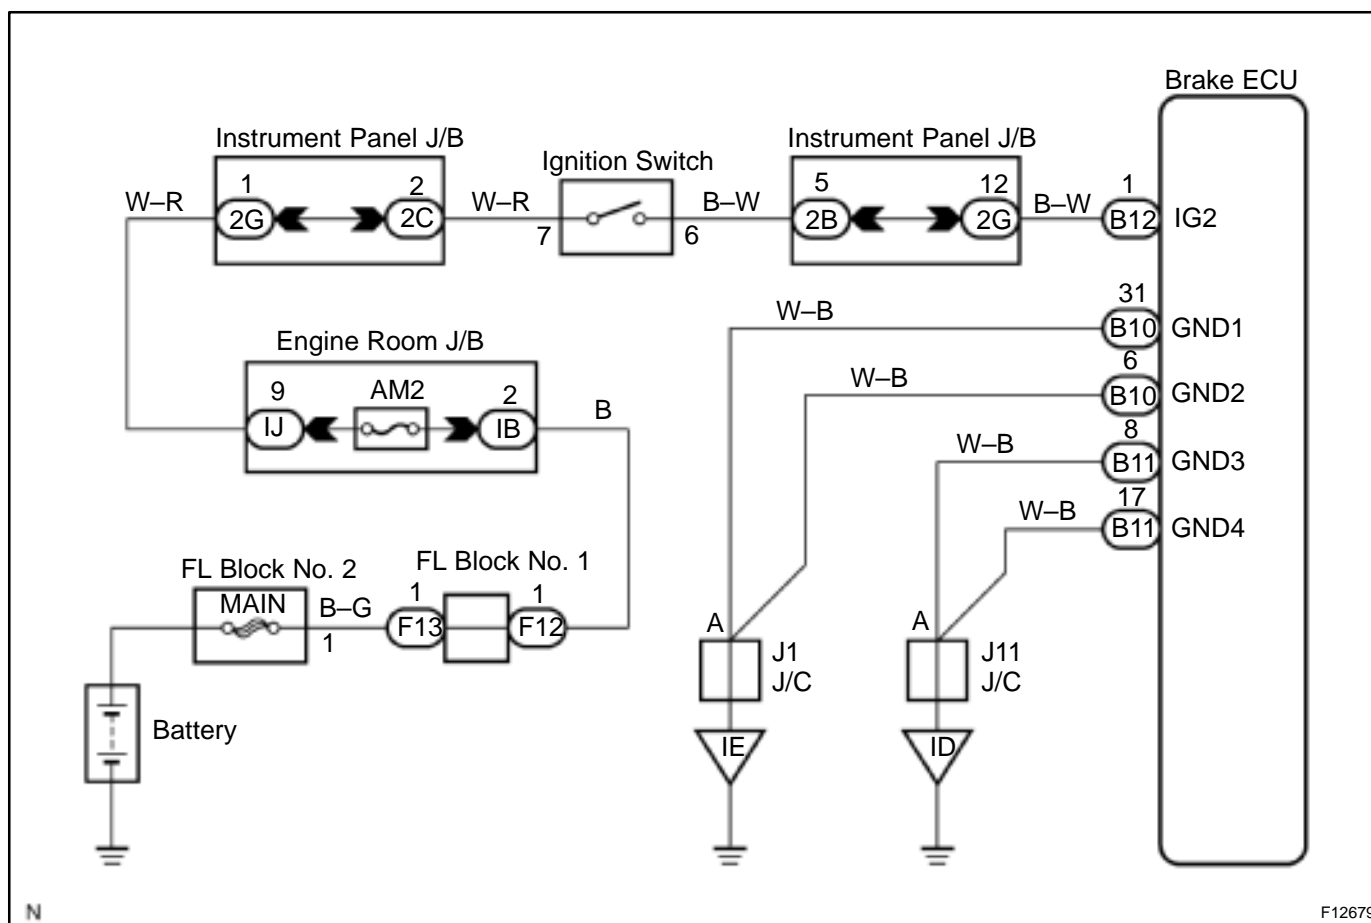 Brake ECU
Instrument Panel J/B
Ignition Switch
Instrument Panel J/B
1
2
5
12
1
W–R
2G
2C
W–R
7
6
B–W
2B
2G
B–W
B12
IG2
31
W–B
B10
GND1
Engine Room J/B
6
W–B
B10
GND2
9
AM2
2
B
IJ
IB
8
W–B
B11
GND3
17
W–B
B11
GND4
FL Block No. 2
FL Block No. 1
MAIN
B–G
1
1
1
F13
F12
A
J1
J/C
A
J11
J/C
Battery
IE
ID
N
F12679